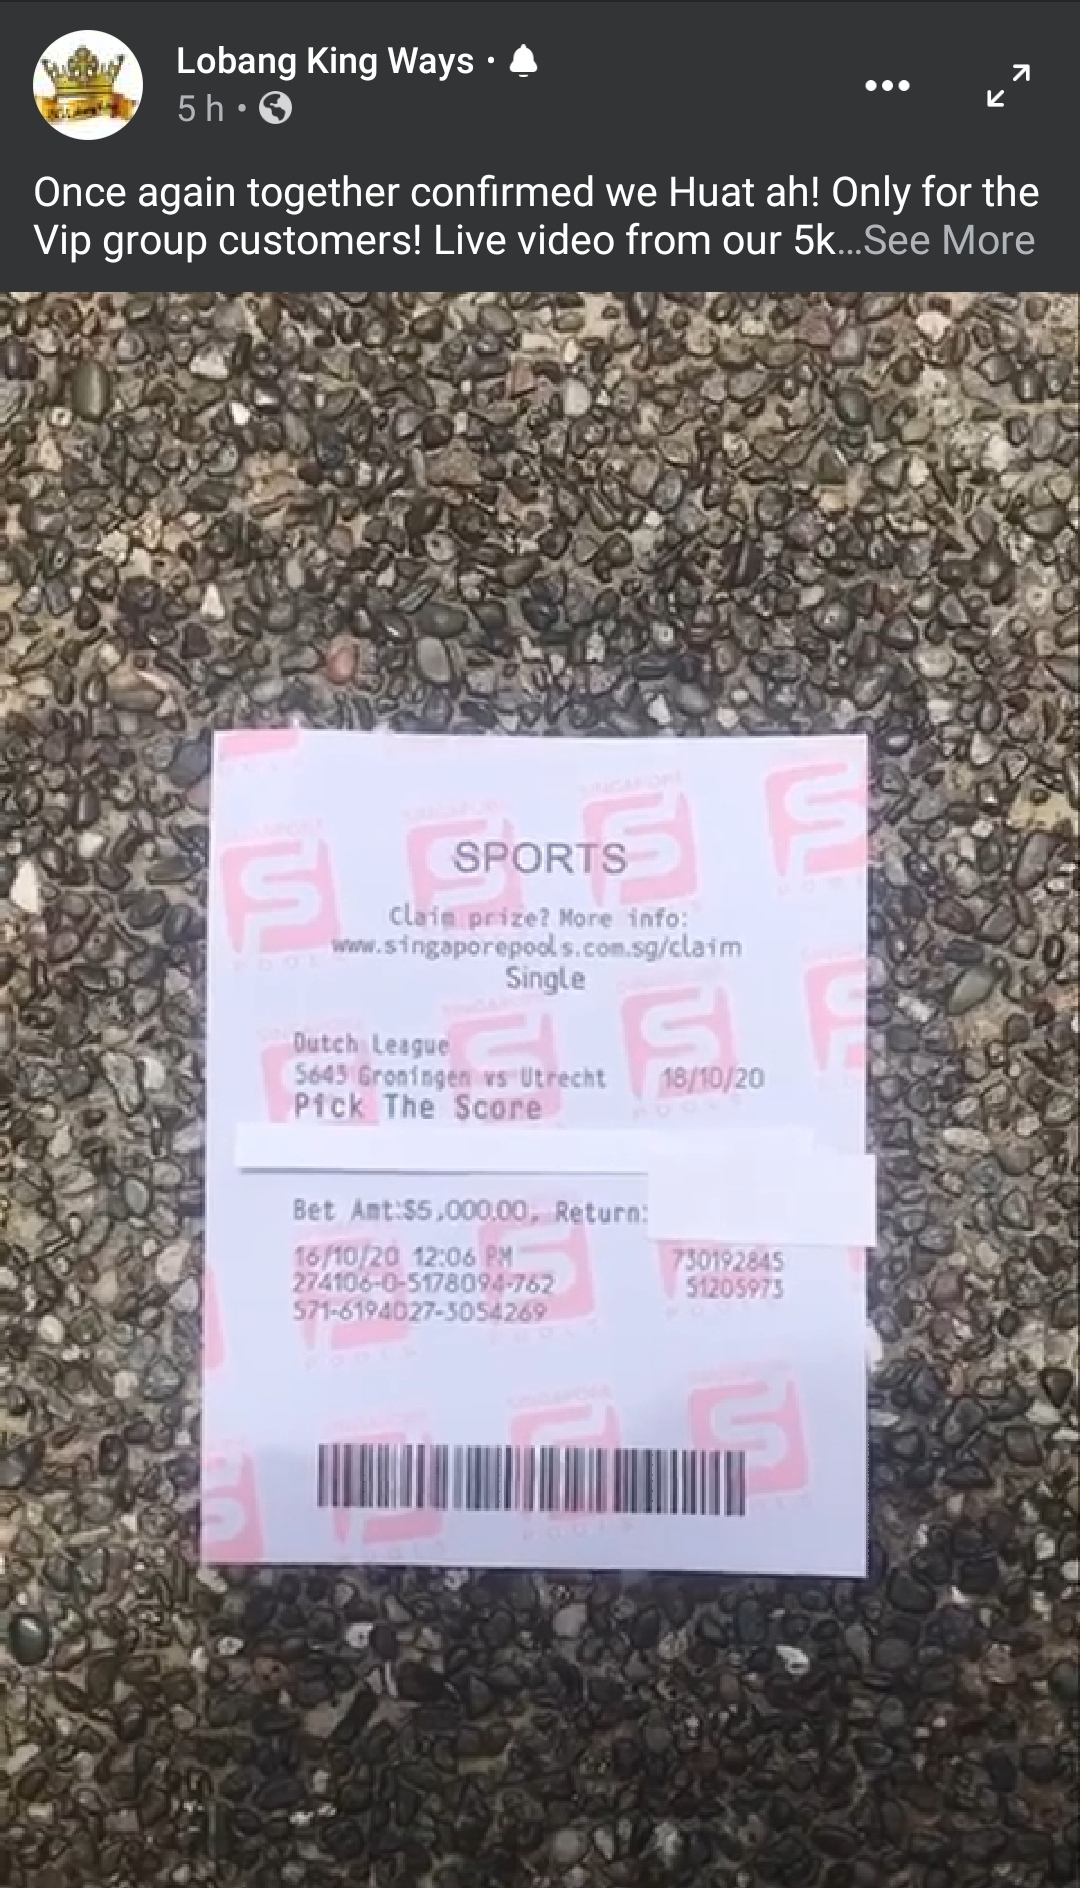 Lobang King Ways ·
5 h ·
Once again together confirmed we Huat ah! Only for the
Vip group customers! Live video from our 5k...See More
SPORTS
Claim prize? More info:
www.singaporepools.com.sg/claim
Single
Dutch League
5643 Groningen vs Utrecht 18/10/20
Pick The Score
Bet Amt:$5,000.00, Return:
16/10/20 12:06 PM 730192845
274106-0-5178094-762 51205973
571-6194027-3054269
SINGAPORE
POOLS